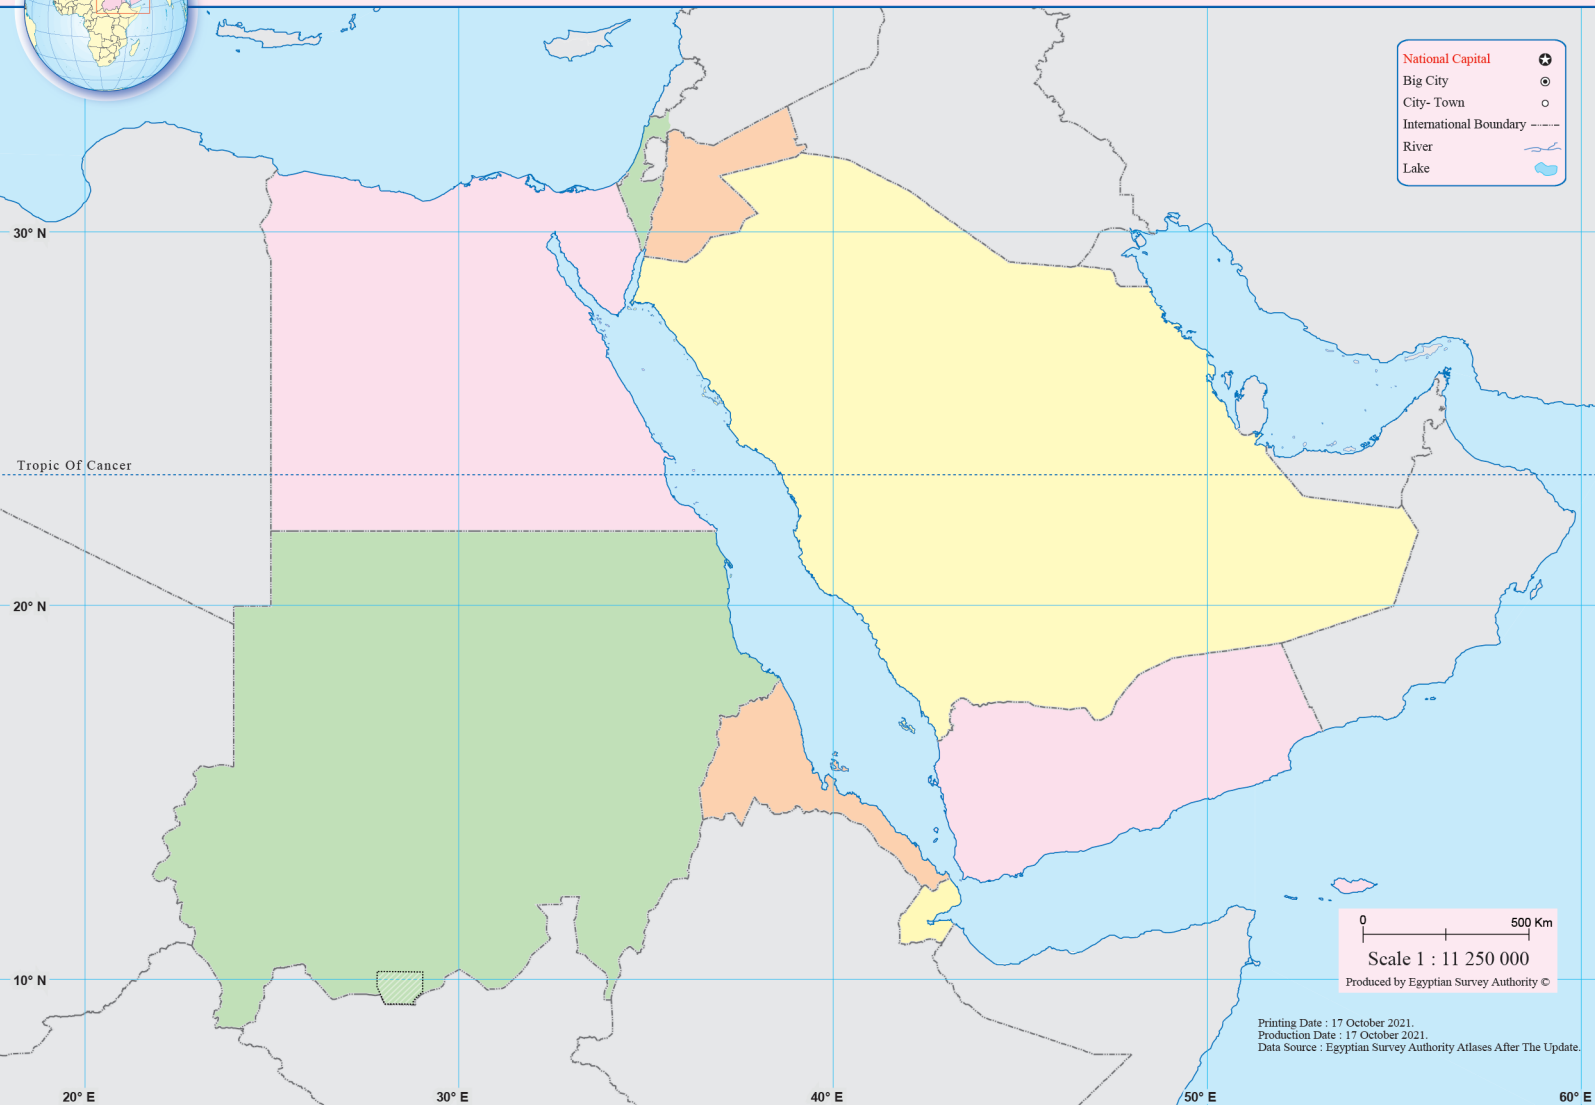 National Capital
Big City
City- Town
International Boundary
River
Lake
30° N
Tropic Of Cancer
20° N
10° N
0 500 Km
Scale 1 : 11 250 000
Produced by Egyptian Survey Authority ©
Printing Date : 17 October 2021.
Production Date : 17 October 2021.
Data Source : Egyptian Survey Authority Atlases After The Update.
20° E 30° E 40° E 50° E 60° E